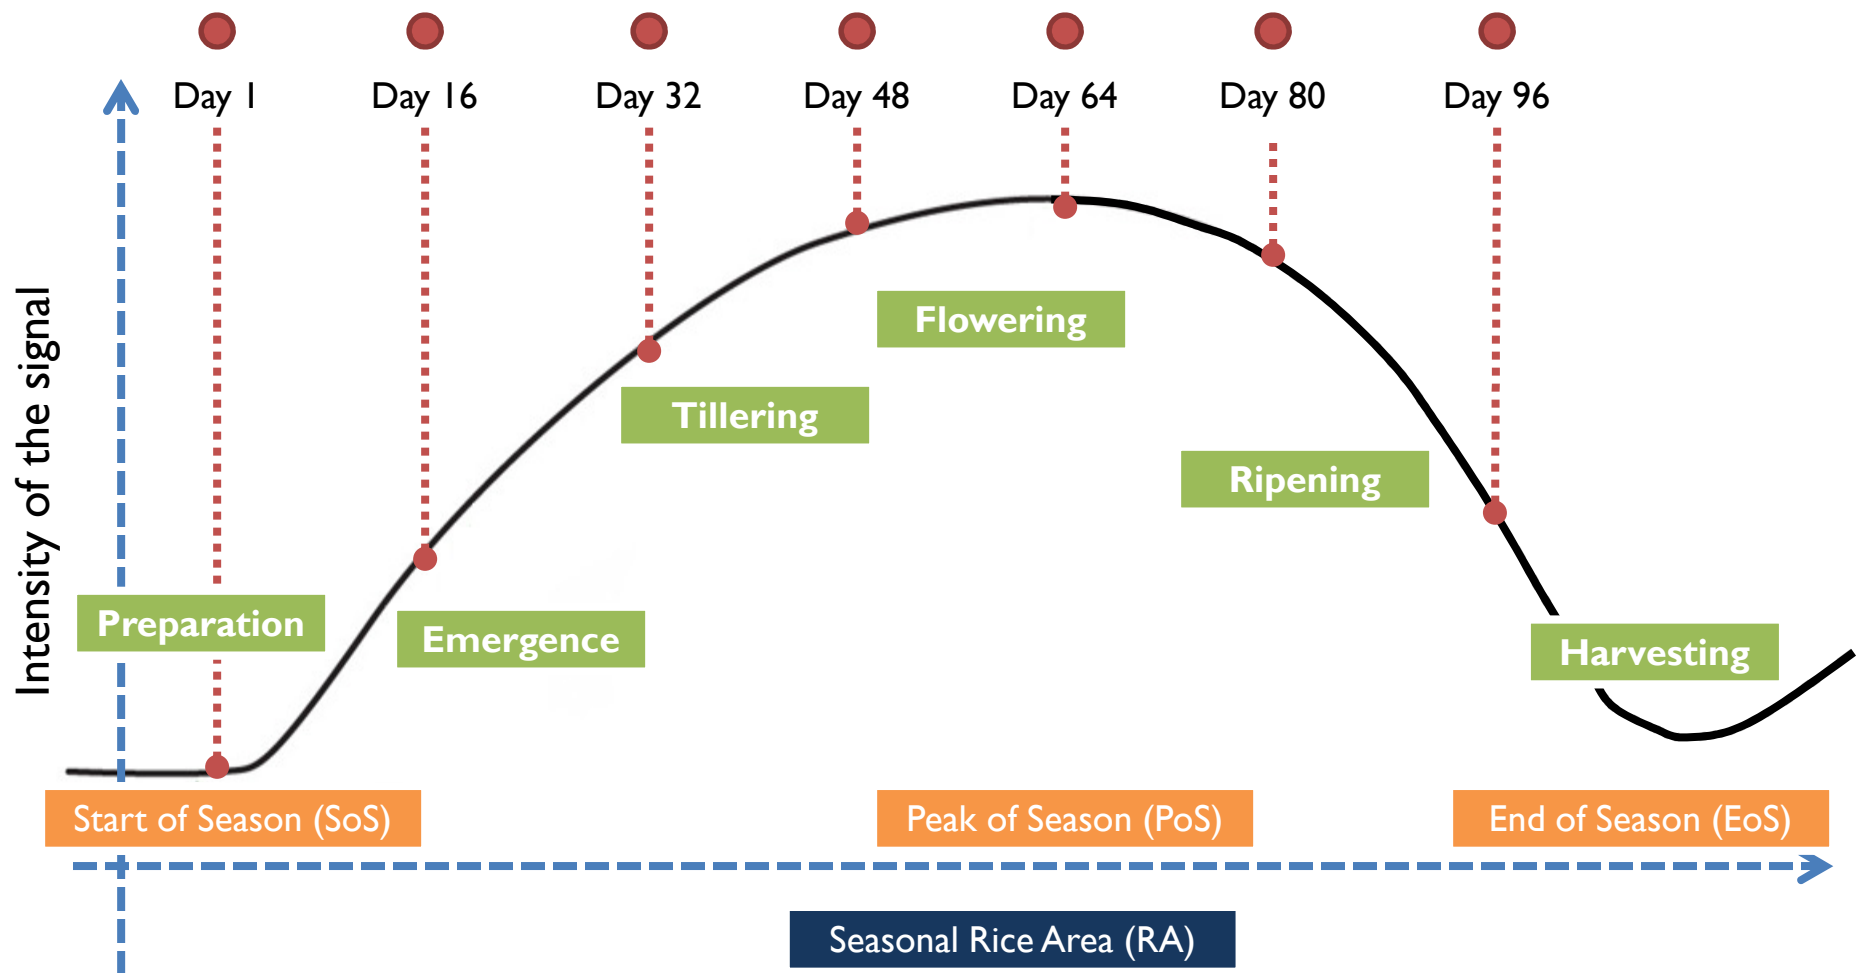 Day 1
Day 16
Day 32
Day 48
Day 64
Day 80
Day 96
Intensity of the signal
Flowering
Tillering
Ripening
Preparation
Emergence
Harvesting
Start of Season (SoS)
Peak of Season (PoS)
End of Season (EoS)
Seasonal Rice Area (RA)